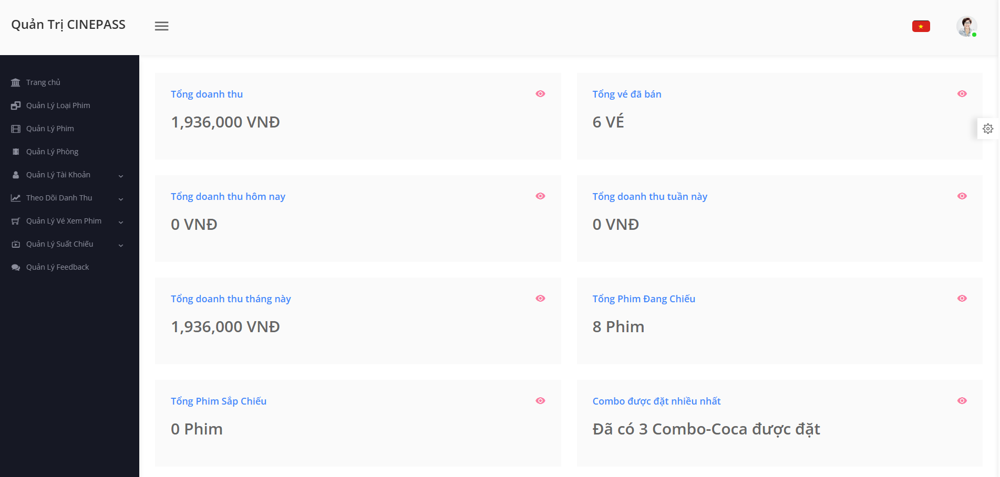 Quản Trị CINEPASS
Trang chủ
Quản Lý Loại Phim
Quản Lý Phim
Quản Lý Phòng
Quản Lý Tài Khoản
Theo Dõi Danh Thu
Quản Lý Vé Xem Phim
Quản Lý Suất Chiếu
Quản Lý Feedback
Tổng doanh thu
1,936,000 VNĐ
Tổng vé đã bán
6 VÉ
Tổng doanh thu hôm nay
0 VNĐ
Tổng doanh thu tuần này
0 VNĐ
Tổng doanh thu tháng này
1,936,000 VNĐ
Tổng Phim Đang Chiếu
8 Phim
Tổng Phim Sắp Chiếu
0 Phim
Combo được đặt nhiều nhất
Đã có 3 Combo-Coca được đặt